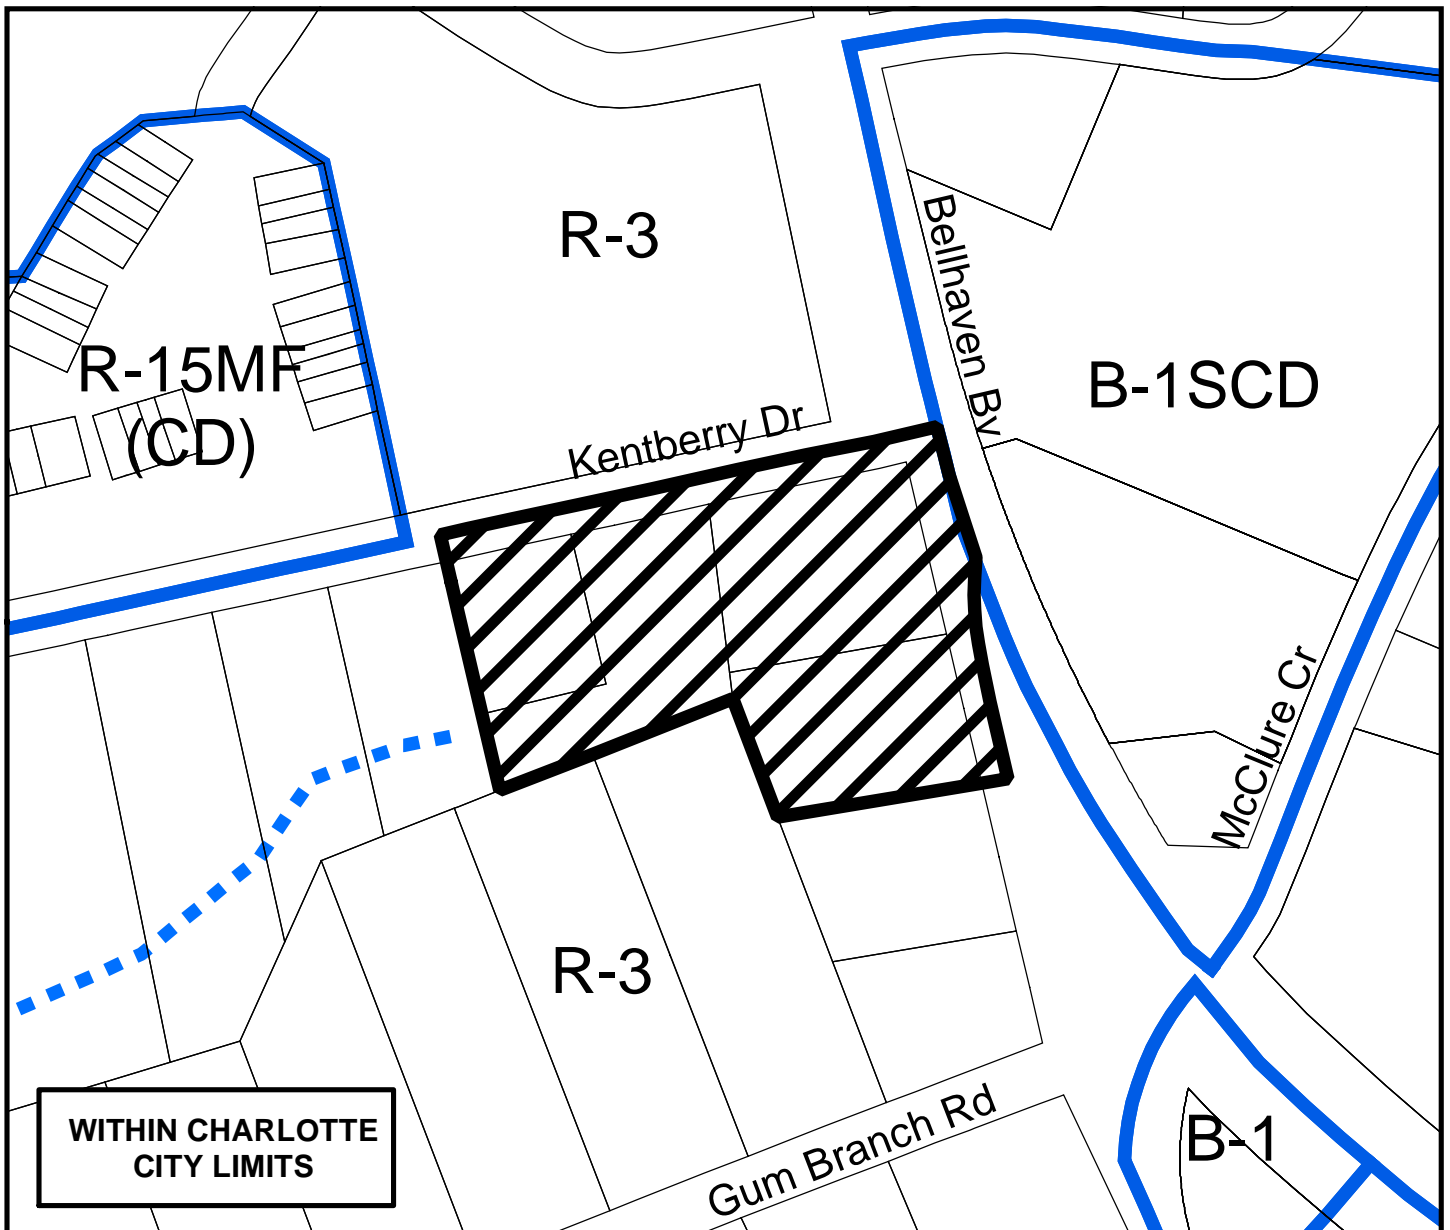 R-3
Bellhaven Bv
R-15MF
(CD)
B-1SCD
Kentberry Dr
McClure Cr
R-3
WITHIN CHARLOTTE
CITY LIMITS
Gum Branch Rd
B-1